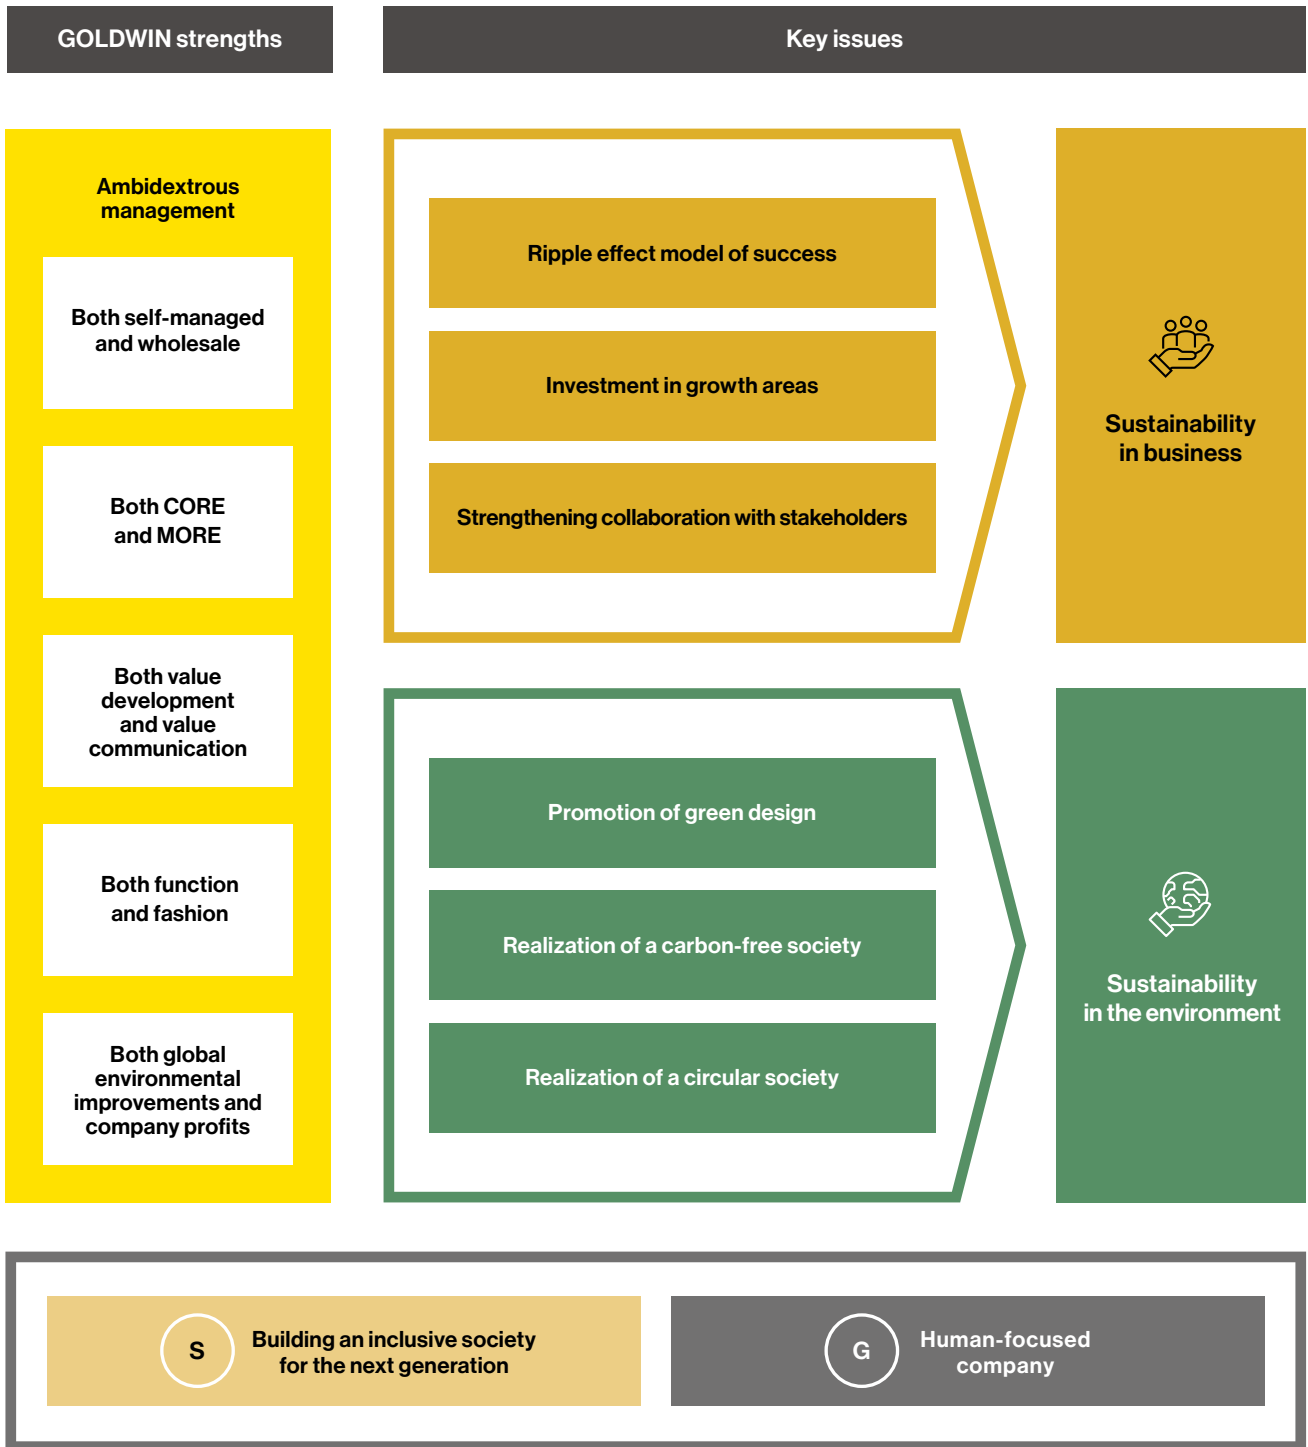 GOLDWIN strengths
Key issues
Ambidextrous
management
Both self-managed
and wholesale
Both CORE
and MORE
Both value
development
and value
communication
Both function
and fashion
Both global
environmental
improvements and
company profits
Ripple effect model of success
Investment in growth areas
Strengthening collaboration with stakeholders
Sustainability
in business
Promotion of green design
Realization of a carbon-free society
Realization of a circular society
Sustainability
in the environment
S
Building an inclusive society
for the next generation
G
Human-focused
company